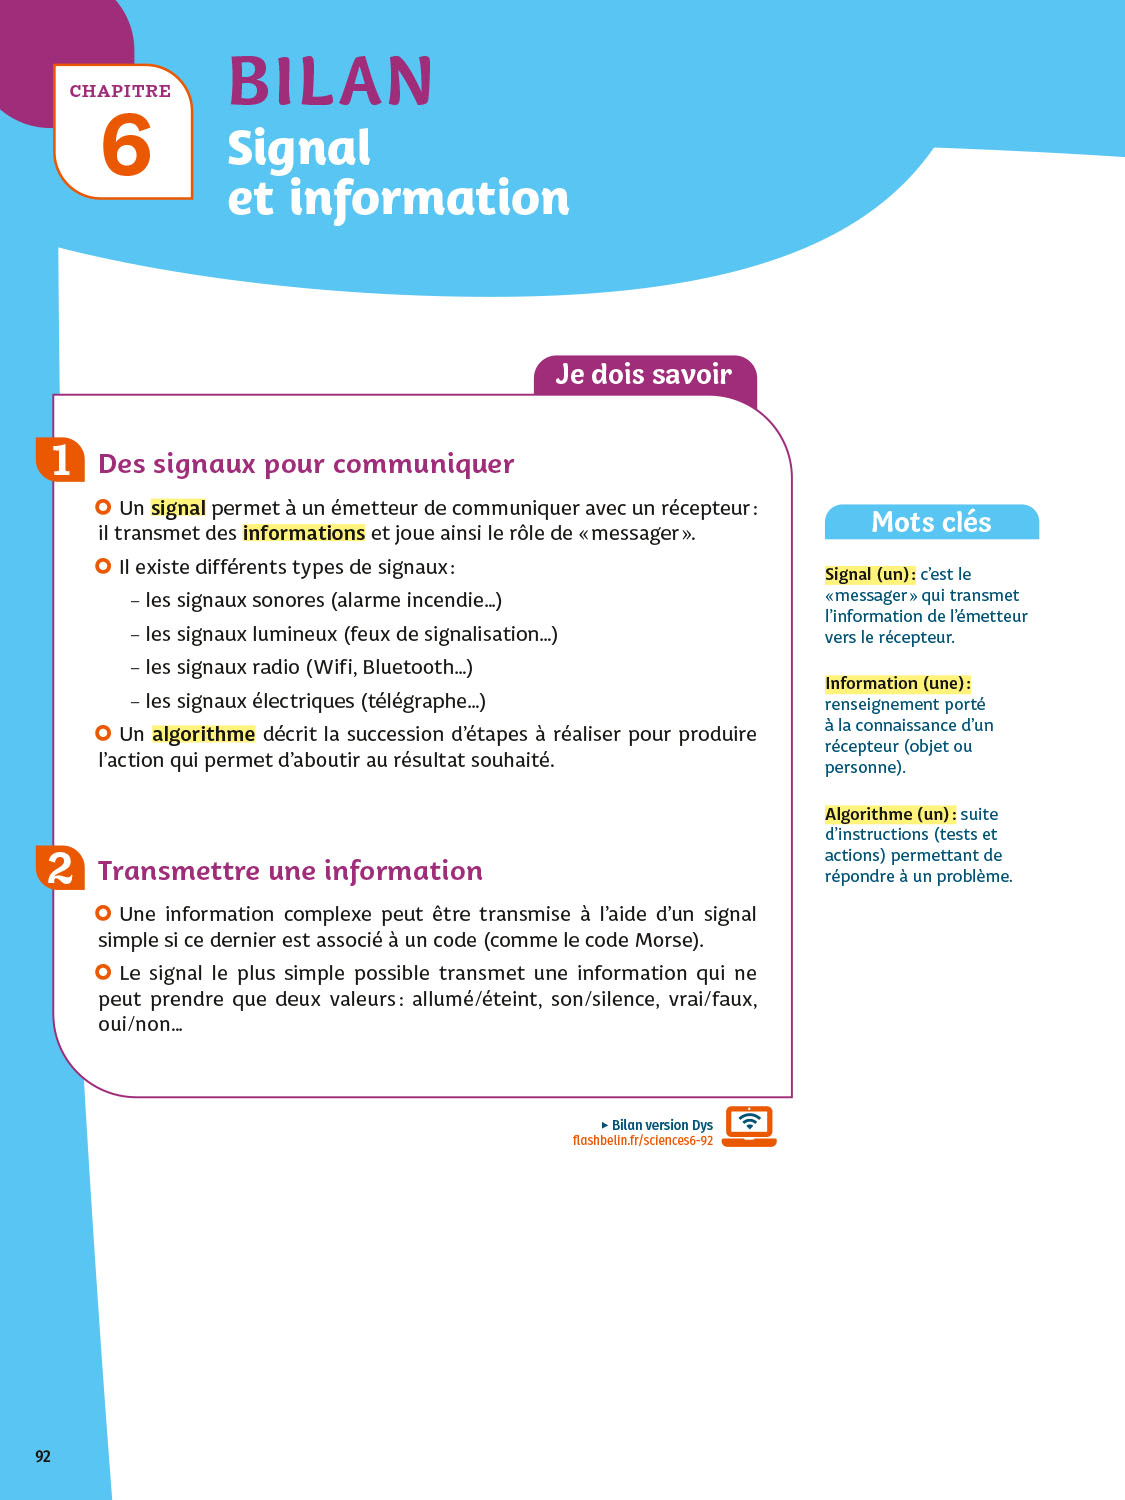 CHAPITRE
6
BILAN
Signal
et information
Je dois savoir
1
Des signaux pour communiquer
Un signal permet à un émetteur de communiquer avec un récepteur :
il transmet des informations et joue ainsi le rôle de « messager ».
Il existe différents types de signaux :
– les signaux sonores (alarme incendie...)
– les signaux lumineux (feux de signalisation...)
– les signaux radio (Wifi, Bluetooth...)
– les signaux électriques (télégraphe...)
Un algorithme décrit la succession d’étapes à réaliser pour produire
l’action qui permet d’aboutir au résultat souhaité.
2
Transmettre une information
Une information complexe peut être transmise à l’aide d’un signal
simple si ce dernier est associé à un code (comme le code Morse).
Le signal le plus simple possible transmet une information qui ne
peut prendre que deux valeurs : allumé/éteint, son/silence, vrai/faux,
oui/non...
Bilan version Dys
flashbelin.fr/sciences6-92
Mots clés
Signal (un) : c’est le
« messager » qui transmet
l’information de l’émetteur
vers le récepteur.
Information (une) :
renseignement porté
à la connaissance d’un
récepteur (objet ou
personne).
Algorithme (un) : suite
d’instructions (tests et
actions) permettant de
répondre à un problème.
92